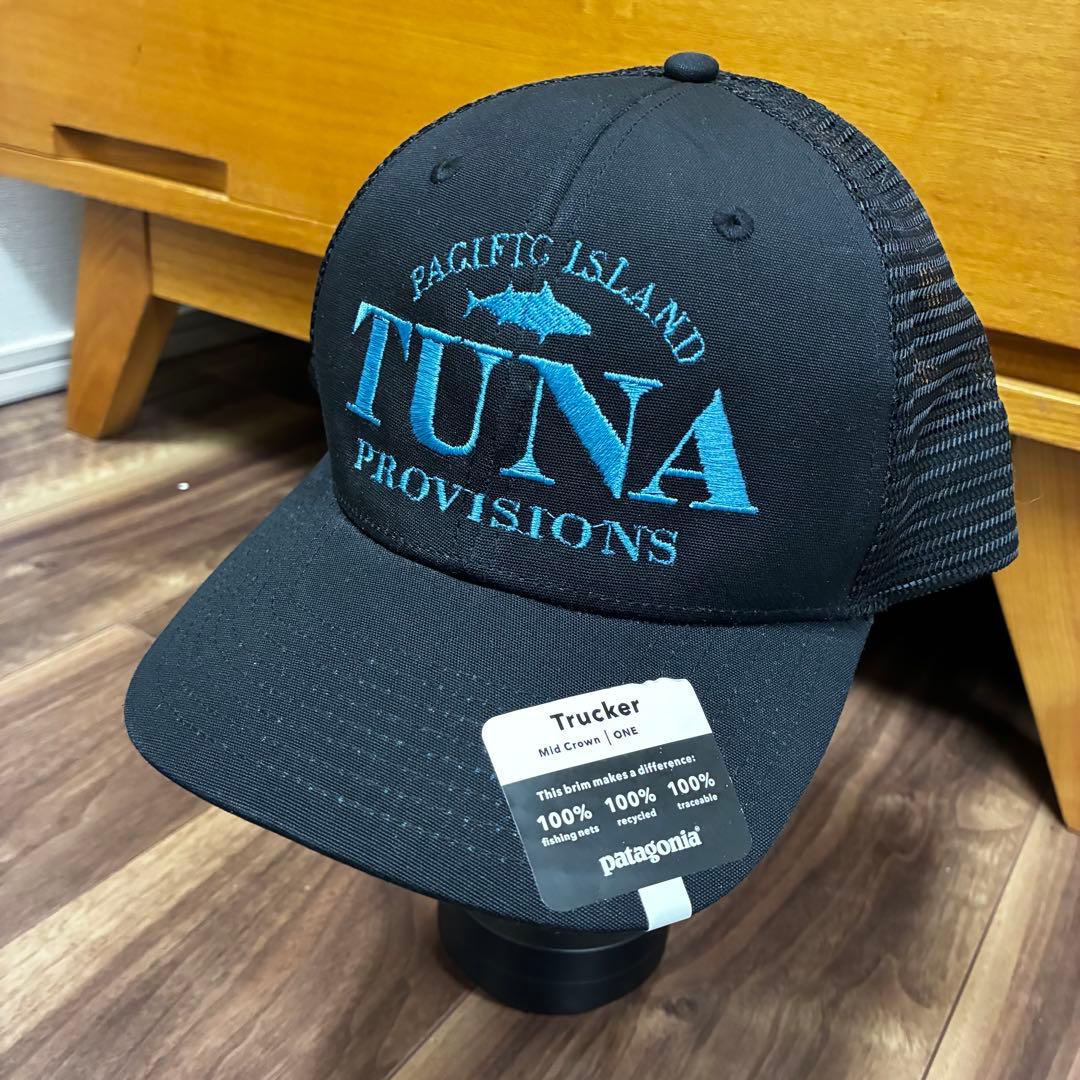 PACIFIC ISLAND
TUNA
PROVISIONS
Trucker
Mid Crown | ONE
This brim makes a difference:
100% 100% 100%
fishing nets recycled traceable
patagonia®